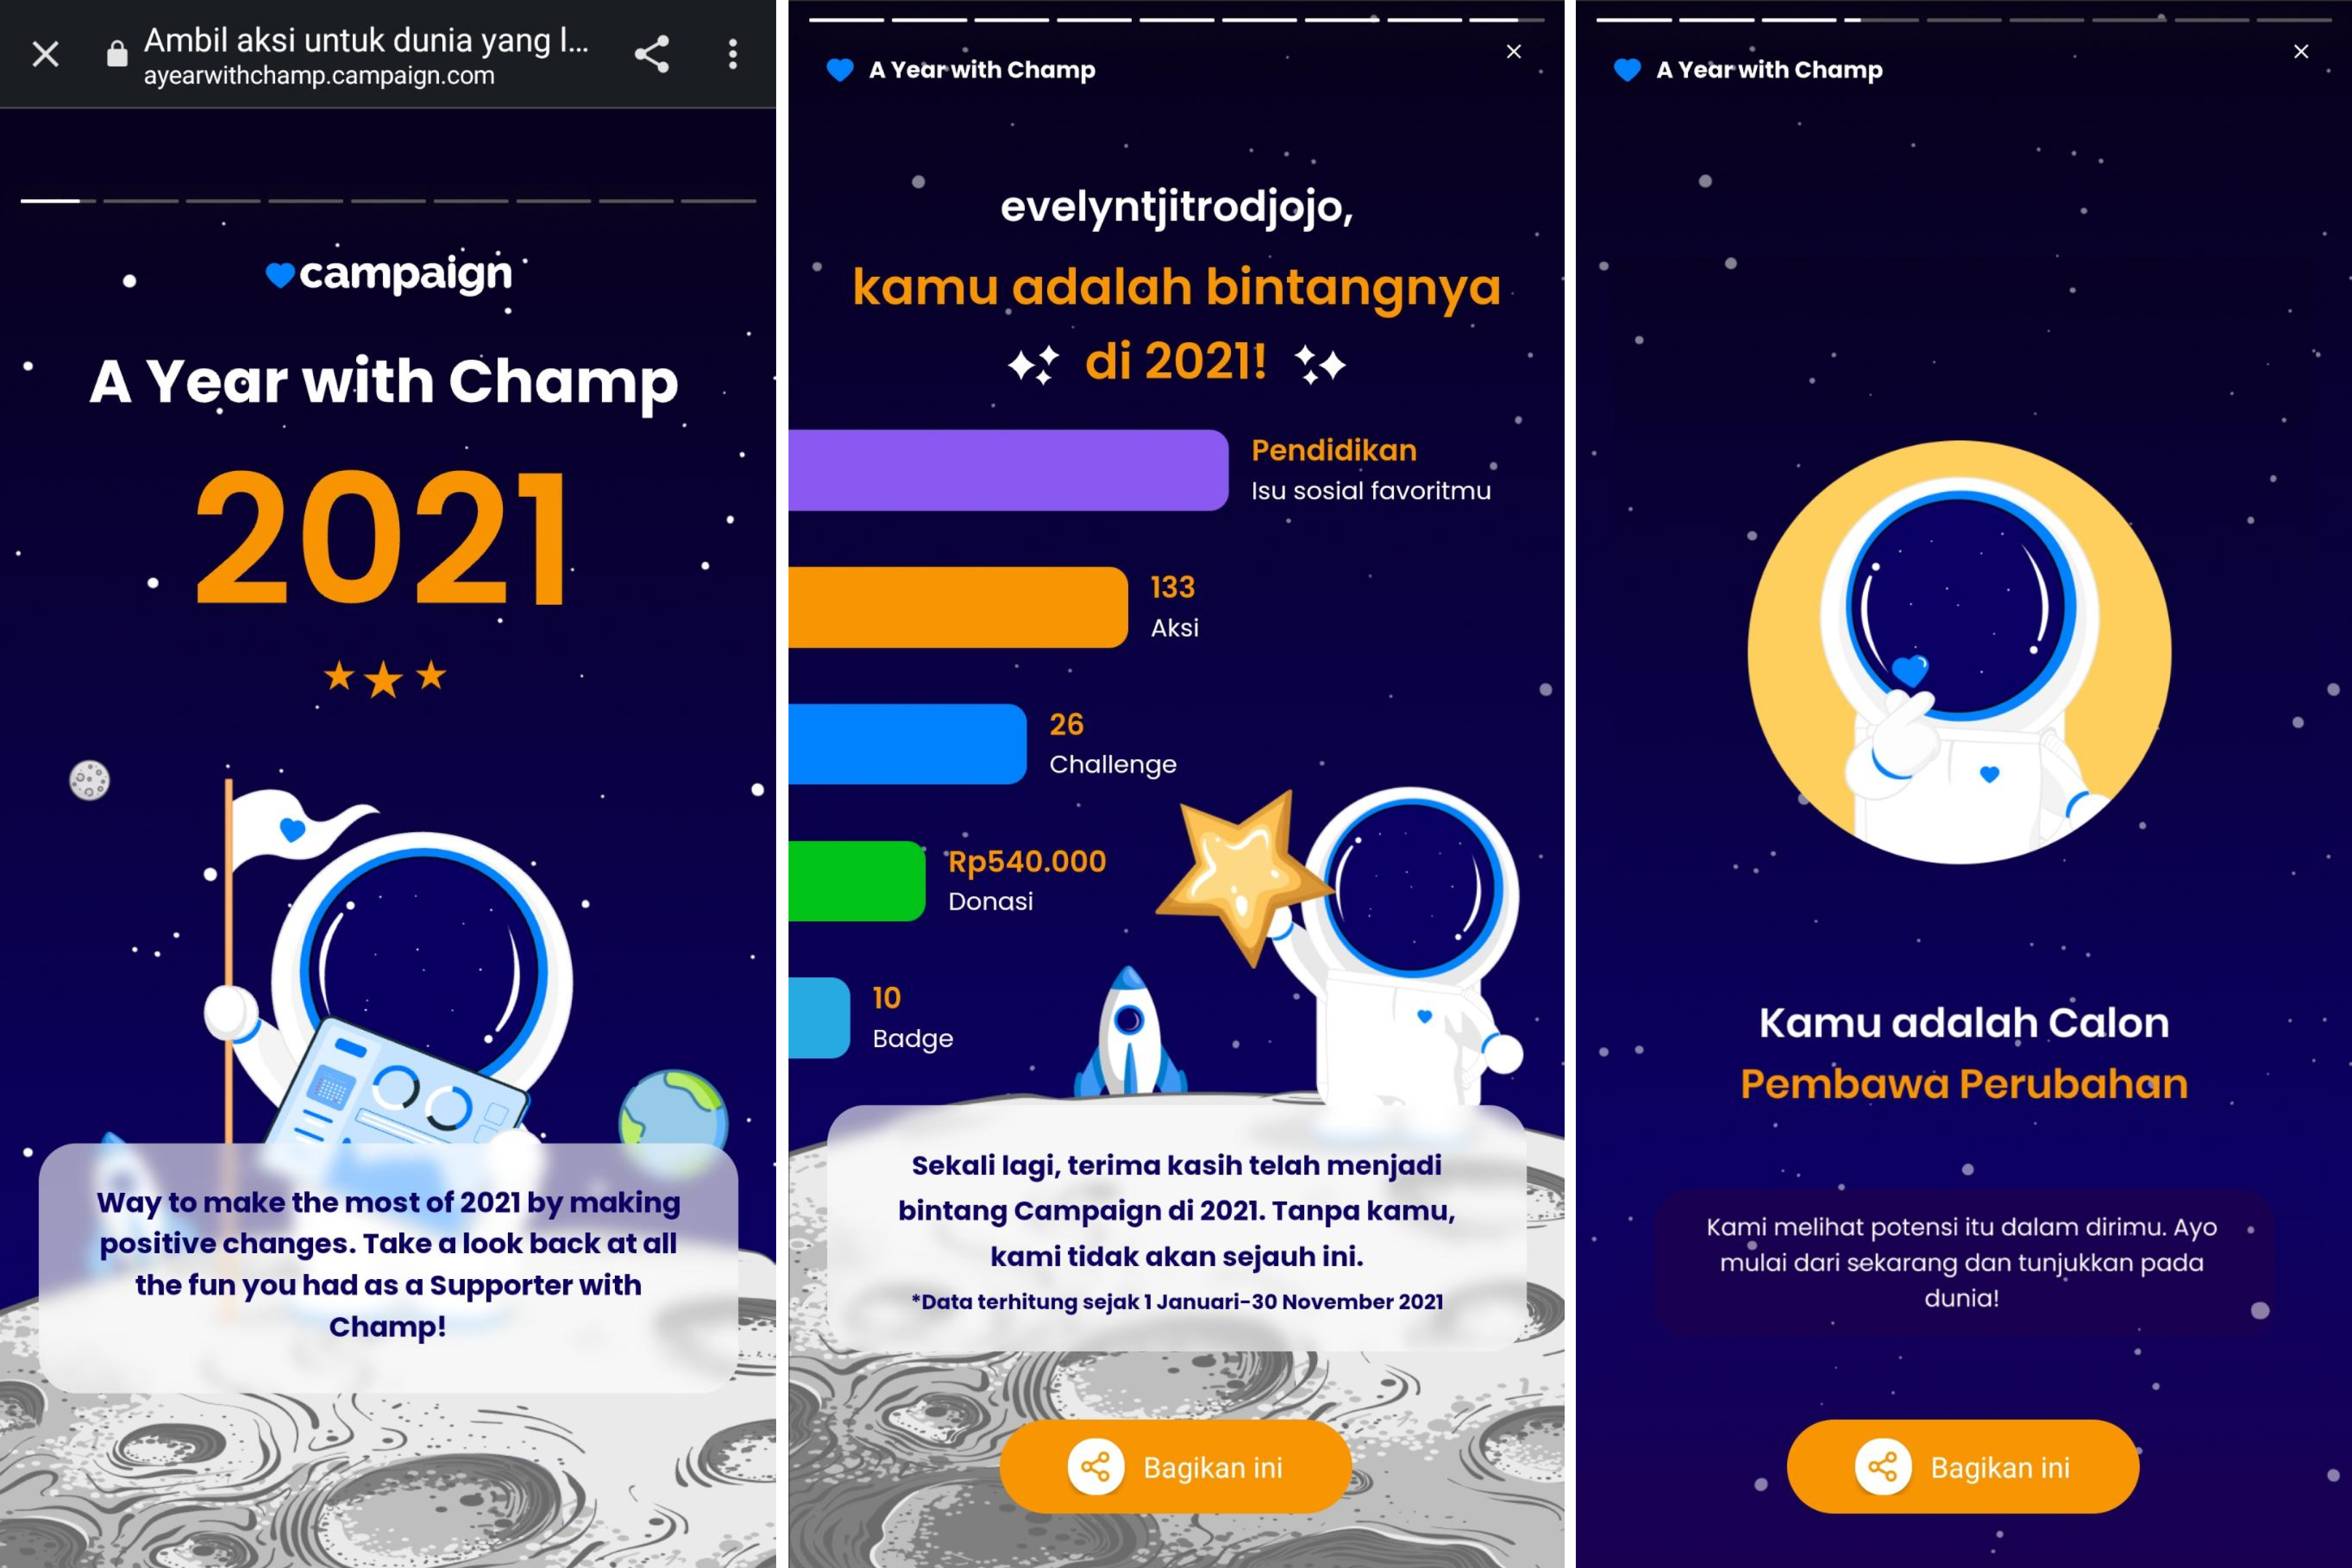 Ambil aksi untuk dunia yang l...
ayearwithchamp.campaign.com
campaign
A Year with Champ
2021
Way to make the most of 2021 by making
positive changes. Take a look back at all
the fun you had as a Supporter with
Champ!
A Year with Champ
evelyntjitrodjojo,
kamu adalah bintangnya
di 2021!
Pendidikan
Isu sosial favoritmu
133
Aksi
26
Challenge
Rp540.000
Donasi
10
Badge
Sekali lagi, terima kasih telah menjadi
bintang Campaign di 2021. Tanpa kamu,
kami tidak akan sejauh ini.
*Data terhitung sejak 1 Januari-30 November 2021
Bagikan ini
A Year with Champ
Kamu adalah Calon
Pembawa Perubahan
Kami melihat potensi itu dalam dirimu. Ayo
mulai dari sekarang dan tunjukkan pada
dunia!
Bagikan ini